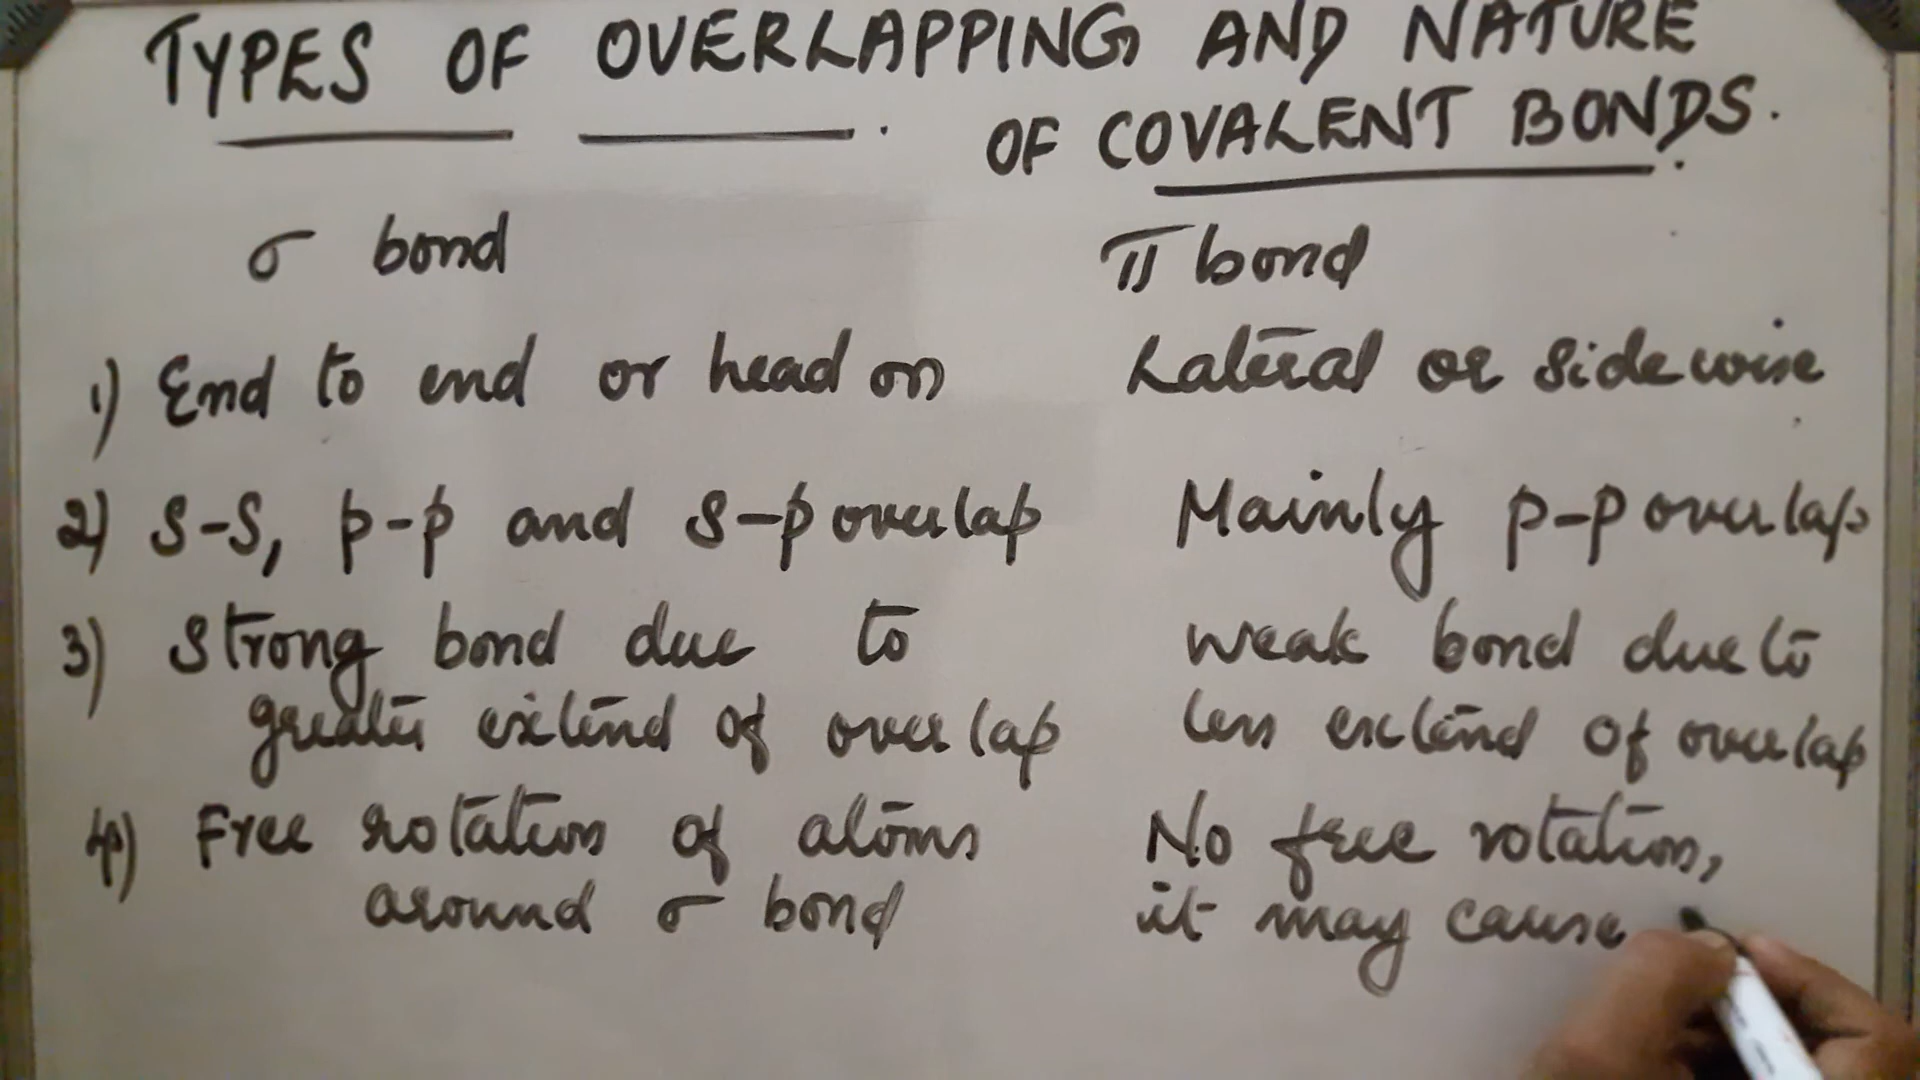 TYPES OF OVERLAPPING AND NATURE
OF COVALENT BONDS.
σ bond
π bond
1) End to end or head on
Lateral or sidewise
2) s-s, p-p and s-p overlap
Mainly p-p overlap
3) Strong bond due to
greater extend of overlap
weak bond due to
less extend of overlap
4) Free rotation of atoms
around σ bond
No free rotation,
it may cause